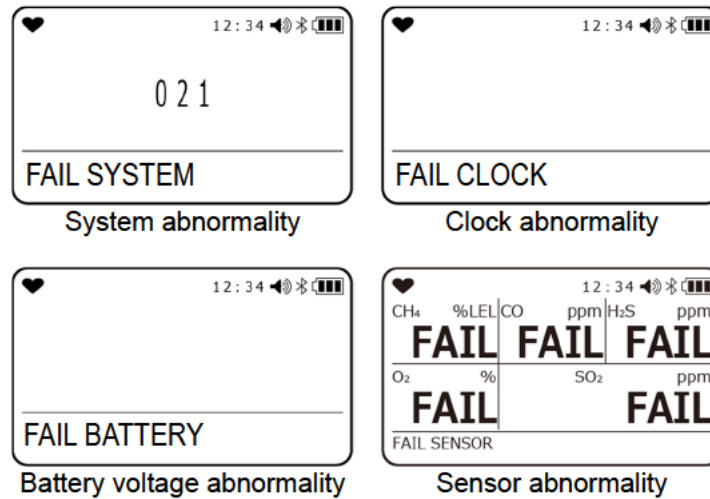 12:34
021
FAIL SYSTEM
System abnormality
12:34
FAIL CLOCK
Clock abnormality
12:34
FAIL BATTERY
Battery voltage abnormality
12:34
CH₄ %LEL CO ppm H₂S ppm
FAIL FAIL FAIL
O₂ % SO₂ ppm
FAIL FAIL
FAIL SENSOR
Sensor abnormality